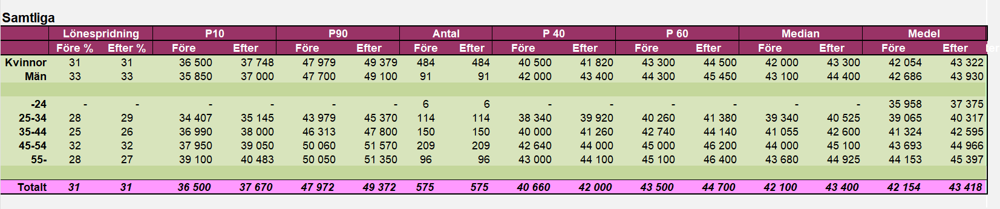 Samtliga
Lönespridning P10 P90 Antal P 40 P 60 Median Medel
Före % Efter % Före Efter Före Efter Före Efter Före Efter Före Efter Före Efter Före Efter
Kvinnor 31 31 36 500 37 748 47 979 49 379 484 484 40 500 41 820 43 300 44 500 42 000 43 300 42 054 43 322
Män 33 33 35 850 37 000 47 700 49 100 91 91 42 000 43 400 44 300 45 450 43 100 44 400 42 686 43 930
-24 - - - - - - 6 6 - - - - - - 35 958 37 375
25-34 28 29 34 407 35 145 43 979 45 370 114 114 38 340 39 920 40 260 41 380 39 340 40 525 39 065 40 317
35-44 25 26 36 990 38 000 46 313 47 800 150 150 40 000 41 260 42 740 44 140 41 055 42 600 41 324 42 595
45-54 32 32 37 950 39 050 50 060 51 570 209 209 42 640 44 000 45 000 46 200 44 000 45 100 43 693 44 966
55- 28 27 39 100 40 483 50 050 51 350 96 96 43 000 44 100 45 100 46 400 43 680 44 925 44 153 45 397
Totalt 31 31 36 500 37 670 47 972 49 372 575 575 40 660 42 000 43 500 44 700 42 100 43 400 42 154 43 418